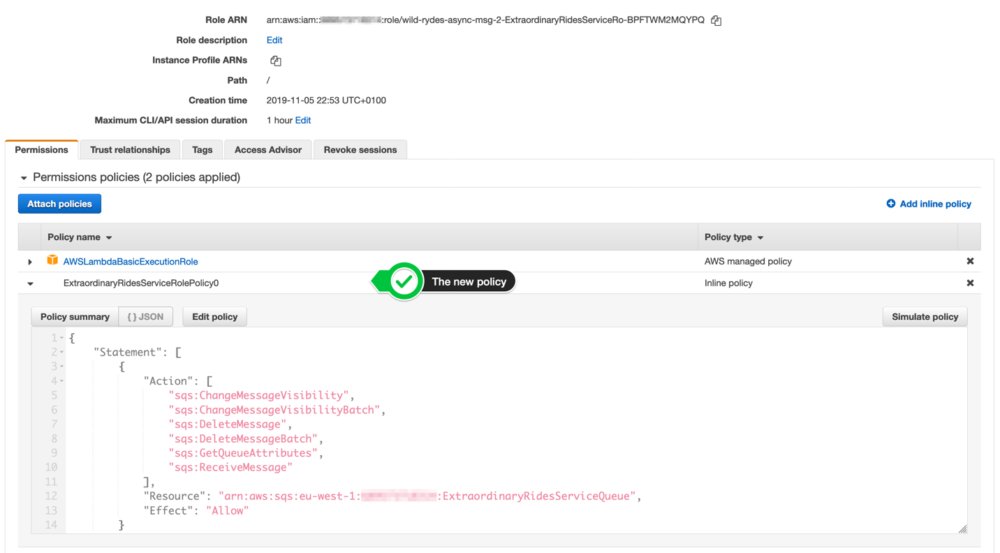 Role ARN arn:aws:iam:::role/wild-rydes-async-msg-2-ExtraordinaryRidesServiceRo-BPFTWM2MQYPQ
Role description Edit
Instance Profile ARNs
Path /
Creation time 2019-11-05 22:53 UTC+0100
Maximum CLI/API session duration 1 hour Edit
Permissions Trust relationships Tags Access Advisor Revoke sessions
Permissions policies (2 policies applied)
Attach policies Add inline policy
Policy name Policy type
AWSLambdaBasicExecutionRole AWS managed policy
ExtraordinaryRidesServiceRolePolicy0 The new policy Inline policy
Policy summary { } JSON Edit policy Simulate policy
1 {
2 "Statement": [
3 {
4 "Action": [
5 "sqs:ChangeMessageVisibility",
6 "sqs:ChangeMessageVisibilityBatch",
7 "sqs:DeleteMessage",
8 "sqs:DeleteMessageBatch",
9 "sqs:GetQueueAttributes",
10 "sqs:ReceiveMessage"
11 ],
12 "Resource": "arn:aws:sqs:eu-west-1::ExtraordinaryRidesServiceQueue",
13 "Effect": "Allow"
14 }